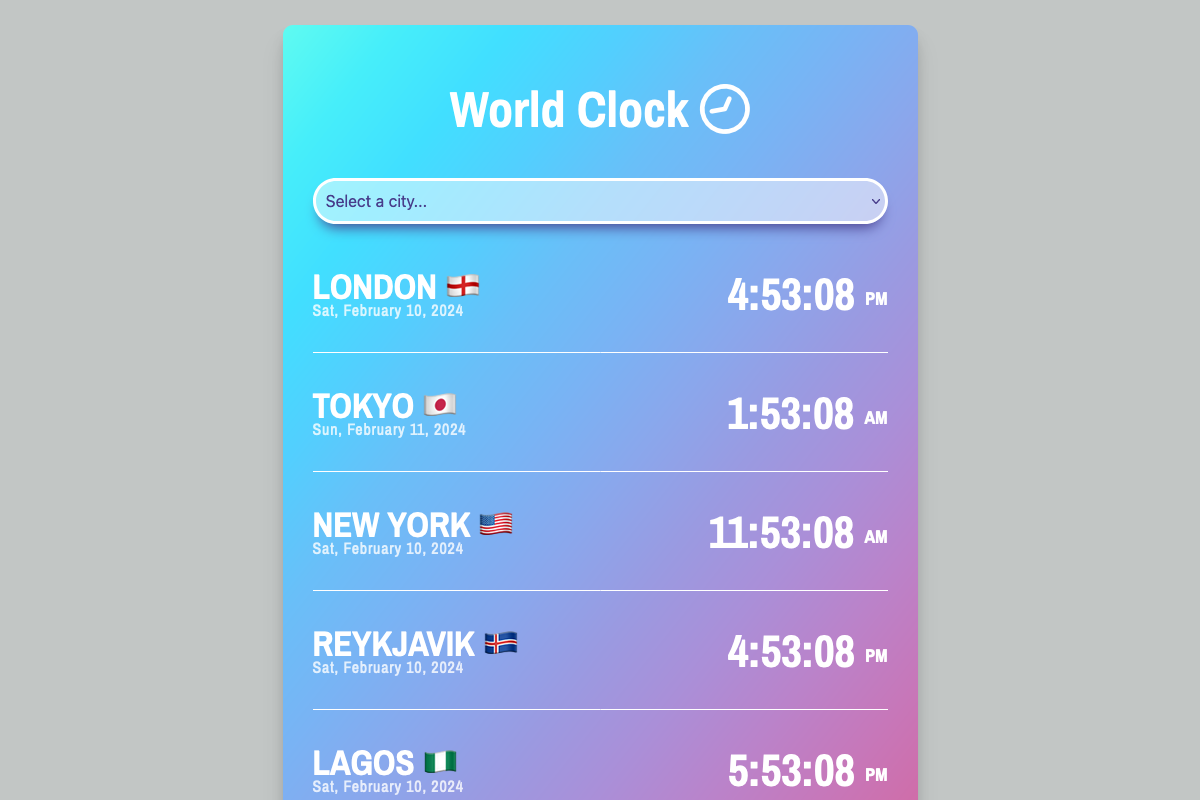 World Clock
Select a city...
LONDON
Sat, February 10, 2024
4:53:08 PM
TOKYO
Sun, February 11, 2024
1:53:08 AM
NEW YORK
Sat, February 10, 2024
11:53:08 AM
REYKJAVIK
Sat, February 10, 2024
4:53:08 PM
LAGOS
Sat, February 10, 2024
5:53:08 PM